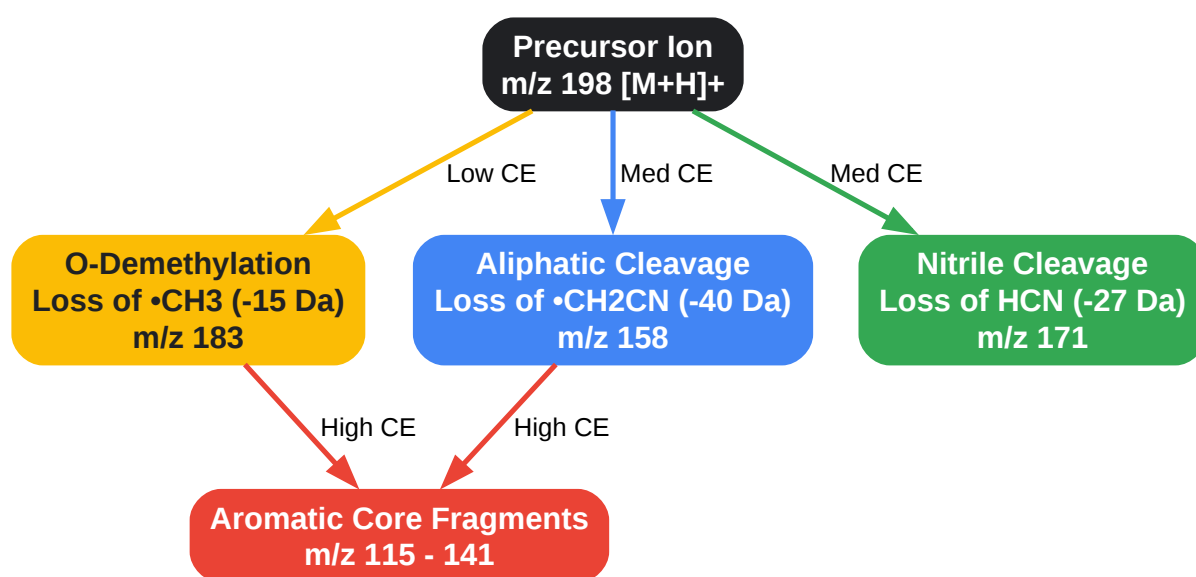 Precursor Ion
m/z 198 [M+H]+
Low CE
Med CE
Med CE
O-Demethylation
Loss of •CH3 (-15 Da)
m/z 183
Aliphatic Cleavage
Loss of •CH2CN (-40 Da)
m/z 158
Nitrile Cleavage
Loss of HCN (-27 Da)
m/z 171
High CE
High CE
Aromatic Core Fragments
m/z 115 - 141